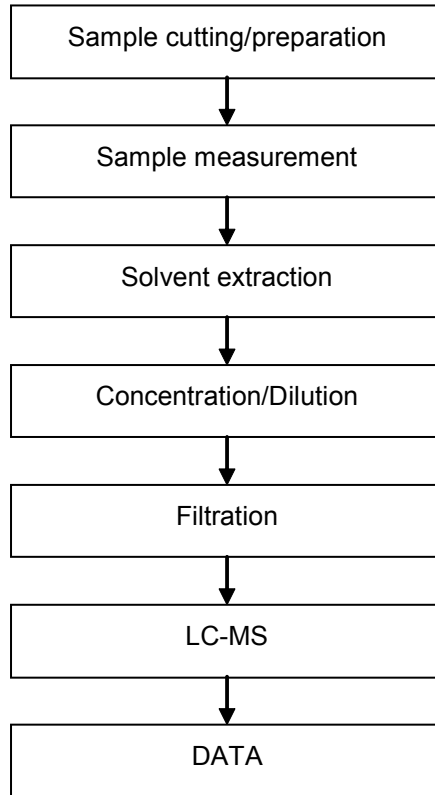 Sample cutting/preparation
Sample measurement
Solvent extraction
Concentration/Dilution
Filtration
LC-MS
DATA